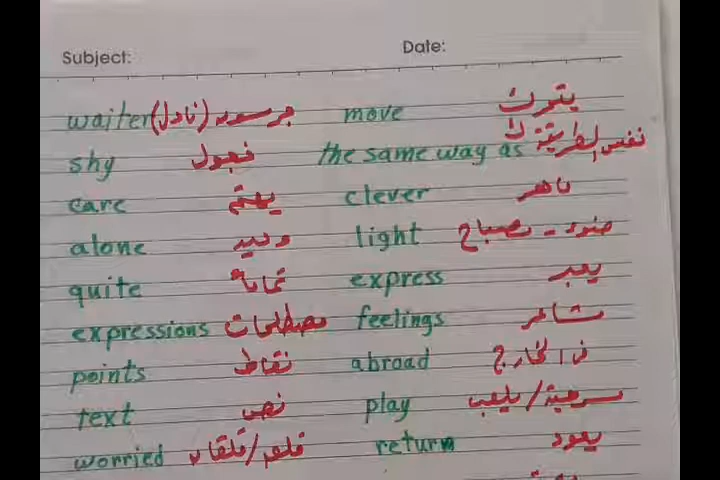 Subject: Date:
waiter جرسون (نادل) move يتحرك
shy خجول the same way as نفس الطريقة ك
care يهتم clever ماهر
alone وحيد light ضوء - مصباح
quite تماما express يعبر
expressions مصطلحات feelings مشاعر
points نقاط abroad فى الخارج
text نص play مسرحية / يلعب
worried قلق / قلقان return يعود